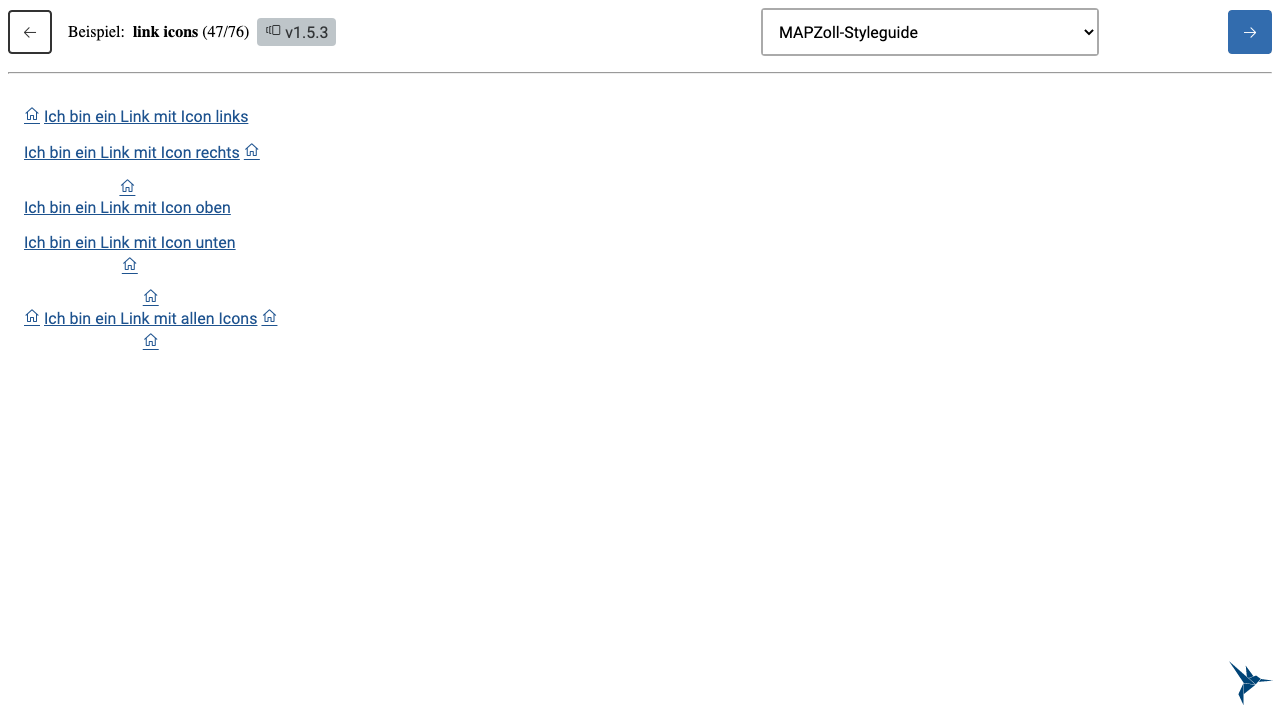 Beispiel: link icons (47/76) v1.5.3 MAPZoll-Styleguide
Ich bin ein Link mit Icon links
Ich bin ein Link mit Icon rechts
Ich bin ein Link mit Icon oben
Ich bin ein Link mit Icon unten
Ich bin ein Link mit allen Icons